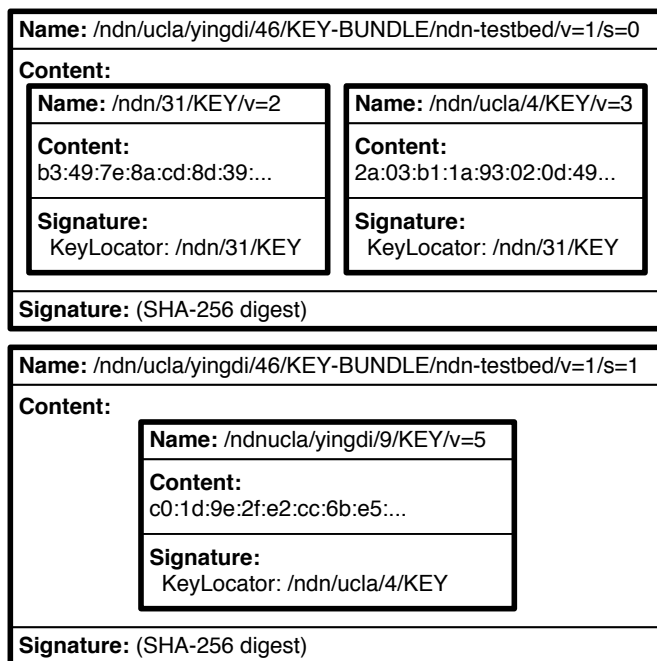 Name: /ndn/ucla/yingdi/46/KEY-BUNDLE/ndn-testbed/v=1/s=0
Content:
Name: /ndn/31/KEY/v=2
Content:
b3:49:7e:8a:cd:8d:39:...
Signature:
KeyLocator: /ndn/31/KEY
Name: /ndn/ucla/4/KEY/v=3
Content:
2a:03:b1:1a:93:02:0d:49...
Signature:
KeyLocator: /ndn/31/KEY
Signature: (SHA-256 digest)
Name: /ndn/ucla/yingdi/46/KEY-BUNDLE/ndn-testbed/v=1/s=1
Content:
Name: /ndnucla/yingdi/9/KEY/v=5
Content:
c0:1d:9e:2f:e2:cc:6b:e5:...
Signature:
KeyLocator: /ndn/ucla/4/KEY
Signature: (SHA-256 digest)